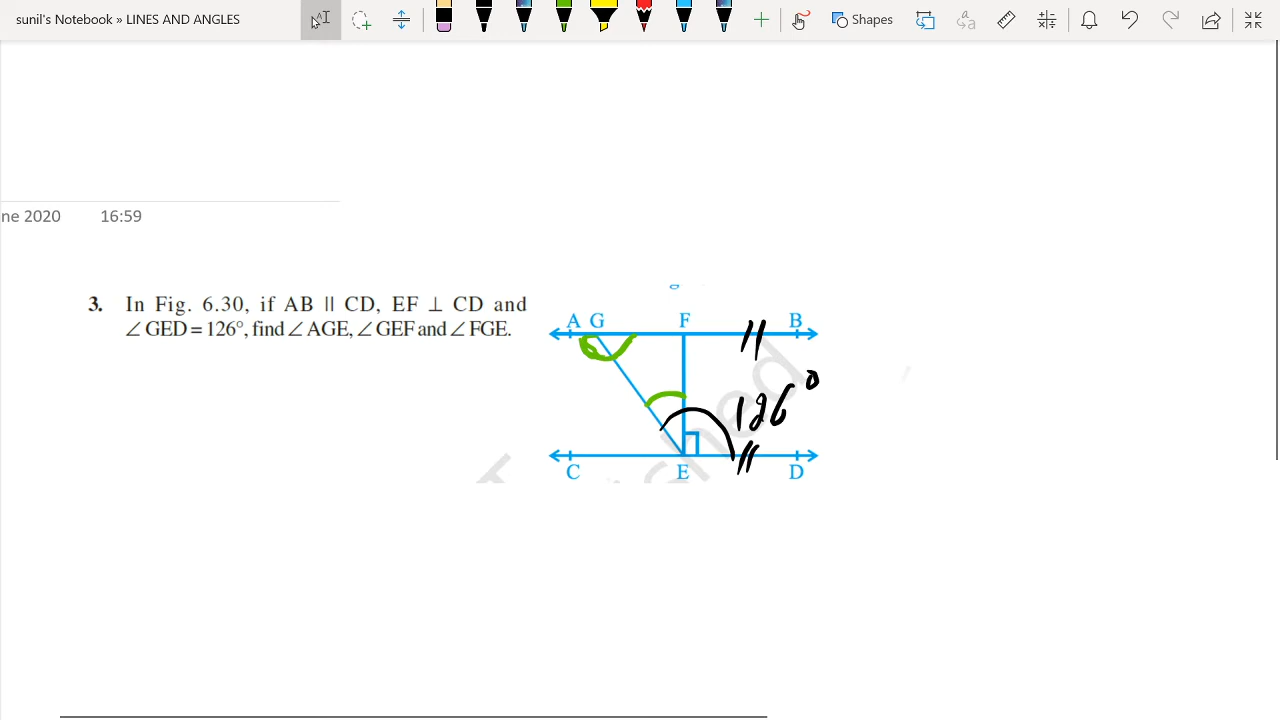 sunil's Notebook » LINES AND ANGLES
Shapes
ne 2020 16:59
3. In Fig. 6.30, if AB || CD, EF ⊥ CD and
∠ GED = 126°, find ∠ AGE, ∠ GEF and ∠ FGE.
A G F B
126°
C E D
shed